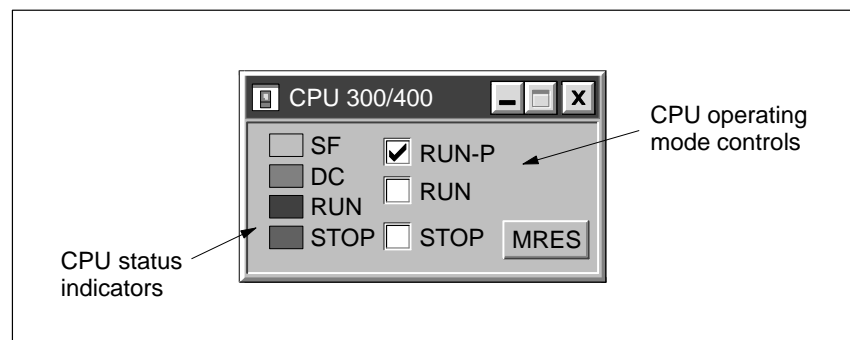 CPU 300/400
CPU operating
mode controls
SF
DC
RUN
STOP
RUN-P
RUN
STOP
MRES
CPU status
indicators